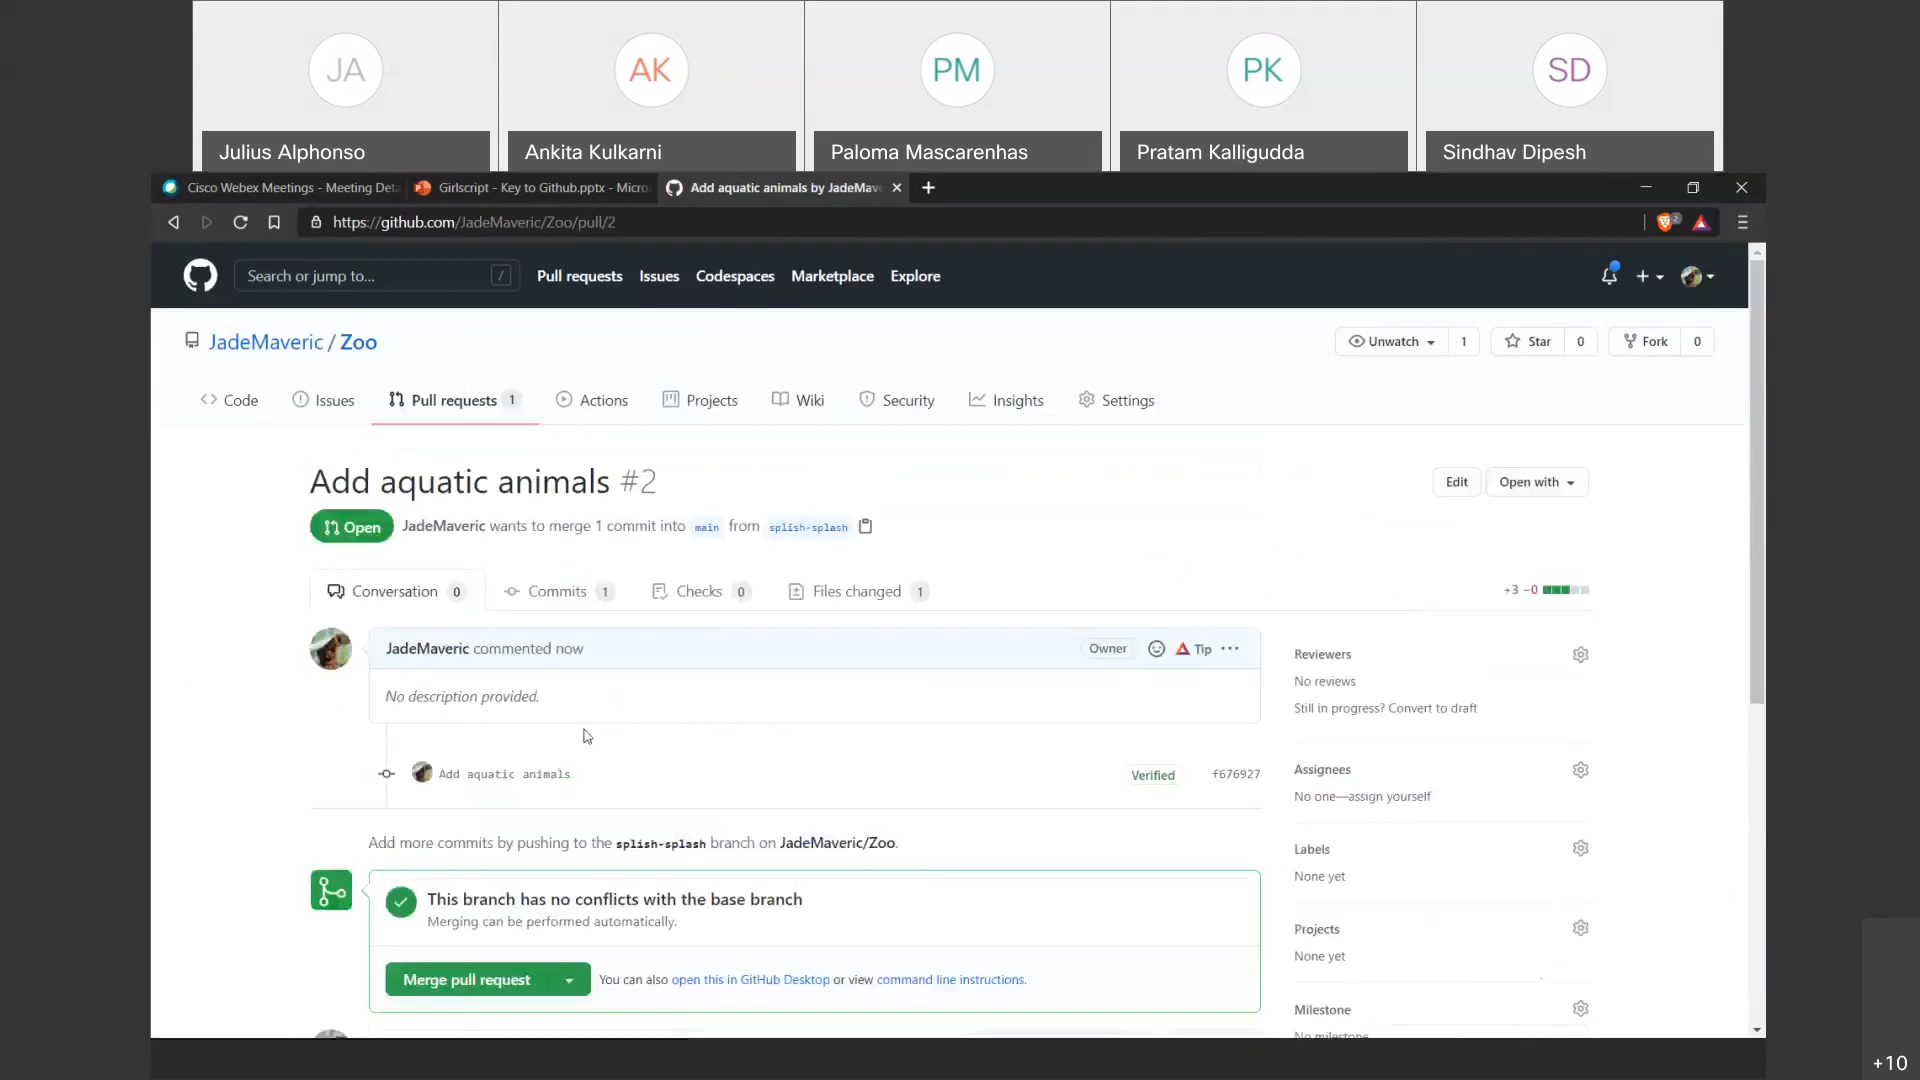 JA
AK
PM
PK
SD
Julius Alphonso
Ankita Kulkarni
Paloma Mascarenhas
Pratam Kalligudda
Sindhav Dipesh
Cisco Webex Meetings - Meeting Deta
Girlscript - Key to Github.pptx - Micro
Add aquatic animals by JadeMave
https://github.com/JadeMaveric/Zoo/pull/2
2
Search or jump to...
/
Pull requests
Issues
Codespaces
Marketplace
Explore
JadeMaveric / Zoo
Unwatch 1
Star 0
Fork 0
Code
Issues
Pull requests 1
Actions
Projects
Wiki
Security
Insights
Settings
Add aquatic animals #2
Edit
Open with
Open
JadeMaveric wants to merge 1 commit into main from splish-splash
Conversation 0
Commits 1
Checks 0
Files changed 1
+3 −0
JadeMaveric commented now
Owner
Tip
No description provided.
Add aquatic animals
Verified
f676927
Add more commits by pushing to the splish-splash branch on JadeMaveric/Zoo.
This branch has no conflicts with the base branch
Merging can be performed automatically.
Merge pull request
You can also open this in GitHub Desktop or view command line instructions.
Reviewers
No reviews
Still in progress? Convert to draft
Assignees
No one—assign yourself
Labels
None yet
Projects
None yet
Milestone
No milestone
+10